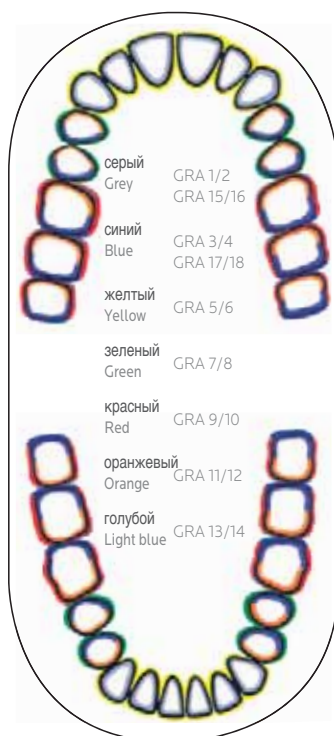 серый
Grey
GRA 1/2
GRA 15/16
синий
Blue
GRA 3/4
GRA 17/18
желтый
Yellow
GRA 5/6
зеленый
Green
GRA 7/8
красный
Red
GRA 9/10
оранжевый
Orange
GRA 11/12
голубой
Light blue
GRA 13/14